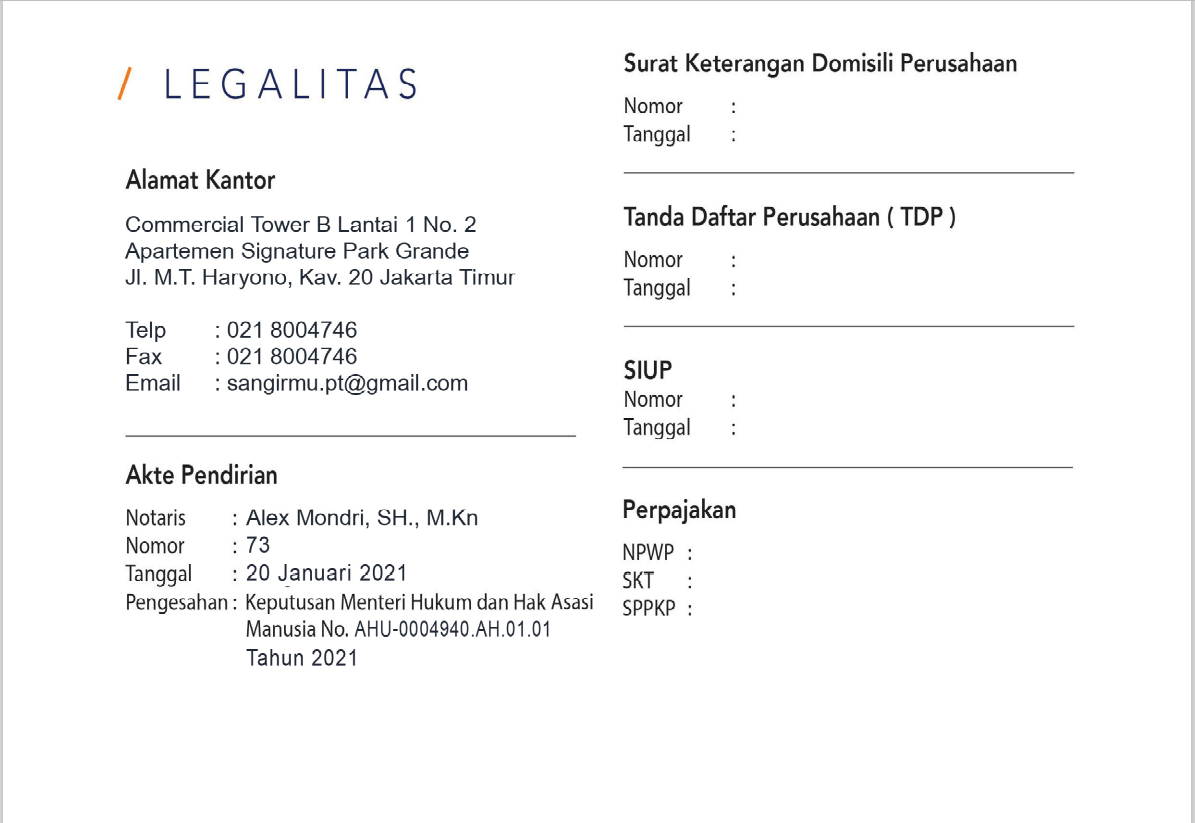 / LEGALITAS
Alamat Kantor
Commercial Tower B Lantai 1 No. 2
Apartemen Signature Park Grande
Jl. M.T. Haryono, Kav. 20 Jakarta Timur
Telp : 021 8004746
Fax : 021 8004746
Email : sangirmu.pt@gmail.com
Akte Pendirian
Notaris : Alex Mondri, SH., M.Kn
Nomor : 73
Tanggal : 20 Januari 2021
Pengesahan : Keputusan Menteri Hukum dan Hak Asasi
Manusia No. AHU-0004940.AH.01.01
Tahun 2021
Surat Keterangan Domisili Perusahaan
Nomor :
Tanggal :
Tanda Daftar Perusahaan ( TDP )
Nomor :
Tanggal :
SIUP
Nomor :
Tanggal :
Perpajakan
NPWP :
SKT :
SPPKP :